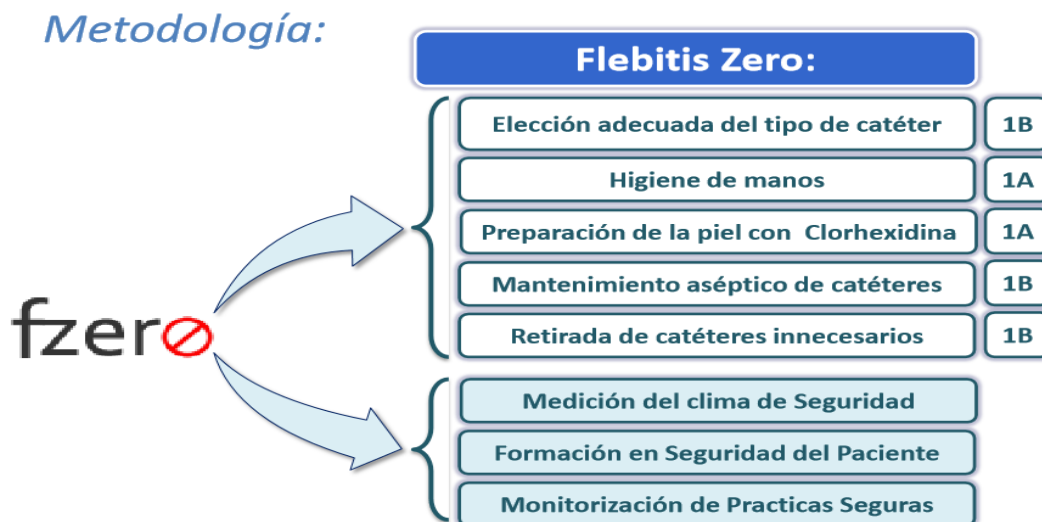 Metodología:
Flebitis Zero:
Elección adecuada del tipo de catéter 1B
Higiene de manos 1A
Preparación de la piel con Clorhexidina 1A
Mantenimiento aséptico de catéteres 1B
Retirada de catéteres innecesarios 1B
fzero
Medición del clima de Seguridad
Formación en Seguridad del Paciente
Monitorización de Practicas Seguras